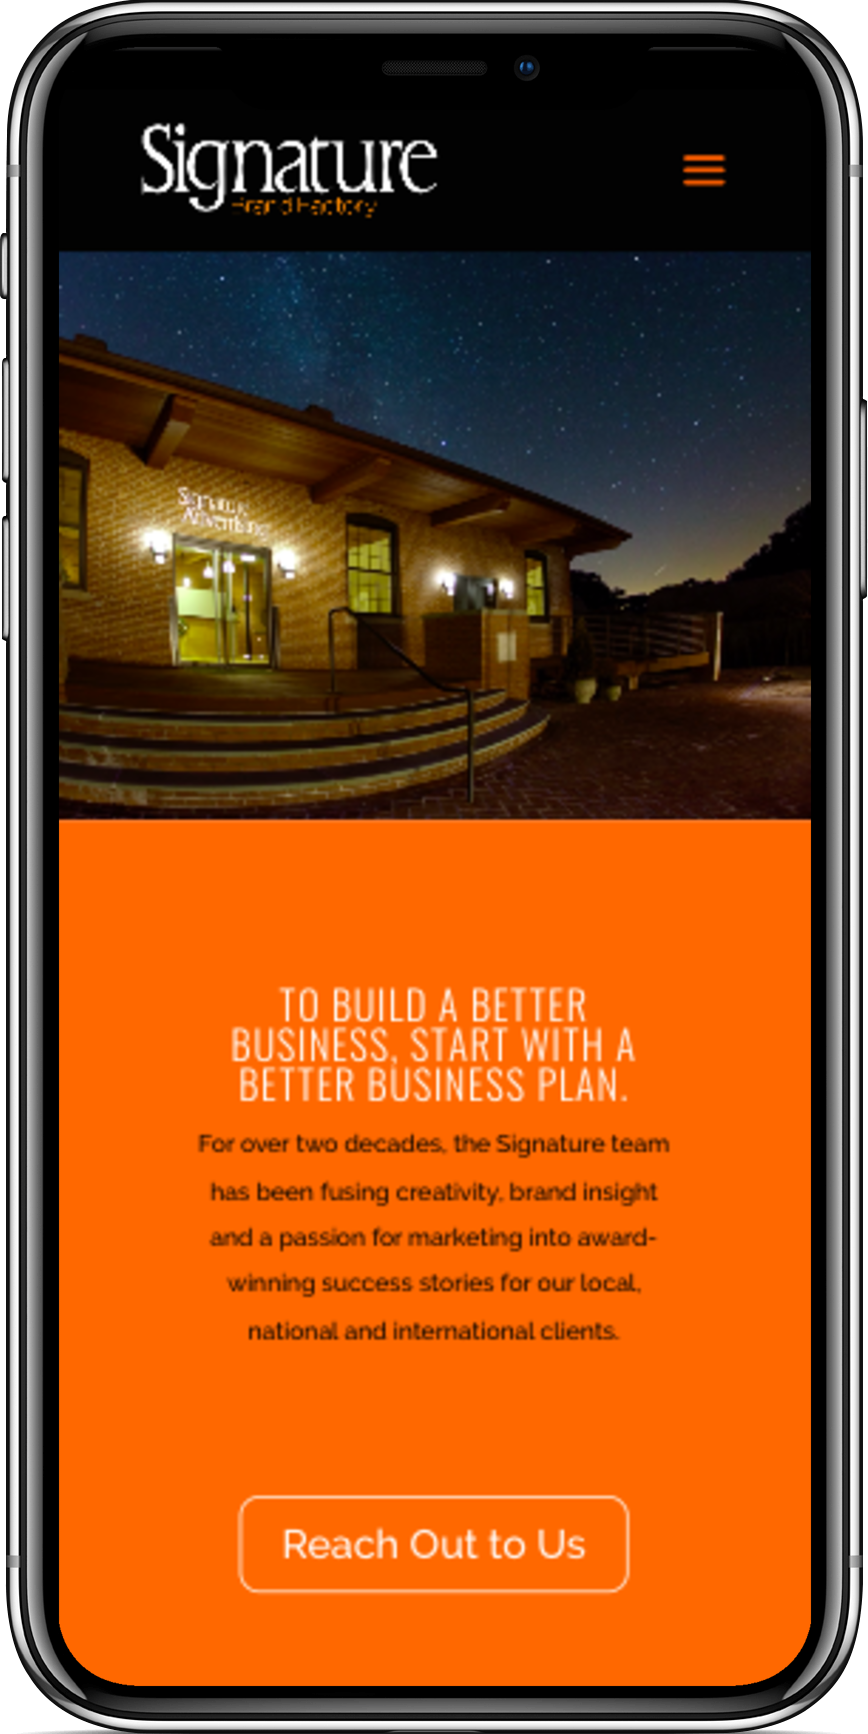 Signature
Brand Factory
Signature
Advertising
TO BUILD A BETTER
BUSINESS, START WITH A
BETTER BUSINESS PLAN.
For over two decades, the Signature team
has been fusing creativity, brand insight
and a passion for marketing into award-
winning success stories for our local,
national and international clients.
Reach Out to Us